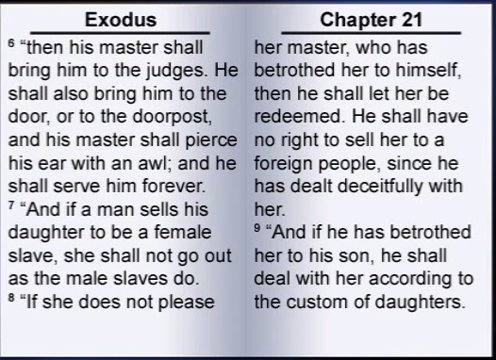 Exodus
⁶ “then his master shall
bring him to the judges. He
shall also bring him to the
door, or to the doorpost,
and his master shall pierce
his ear with an awl; and he
shall serve him forever.
⁷ “And if a man sells his
daughter to be a female
slave, she shall not go out
as the male slaves do.
⁸ “If she does not please
Chapter 21
her master, who has
betrothed her to himself,
then he shall let her be
redeemed. He shall have
no right to sell her to a
foreign people, since he
has dealt deceitfully with
her.
⁹ “And if he has betrothed
her to his son, he shall
deal with her according to
the custom of daughters.